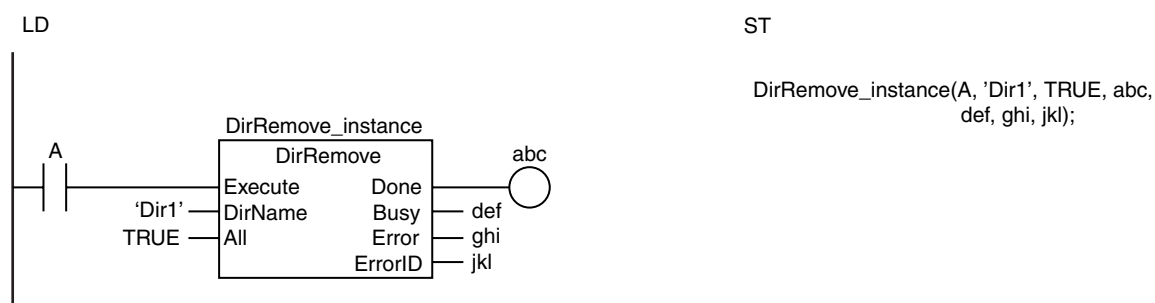 LD
ST
DirRemove_instance(A, 'Dir1', TRUE, abc,
def, ghi, jkl);
DirRemove_instance
A
DirRemove
abc
Execute
Done
‘Dir1’
DirName
Busy
def
TRUE
All
Error
ghi
ErrorID
jkl